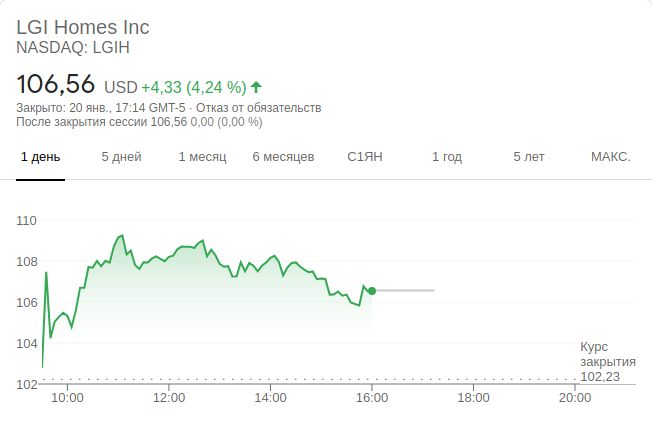 LGI Homes Inc
NASDAQ: LGIH
106,56 USD +4,33 (4,24 %)
Закрыто: 20 янв., 17:14 GMT-5 · Отказ от обязательств
После закрытия сессии 106,56 0,00 (0,00 %)
1 день 5 дней 1 месяц 6 месяцев С1ЯН 1 год 5 лет МАКС.
110
108
106
104
Курс
закрытия
102,23
102
10:00 12:00 14:00 16:00 18:00 20:00